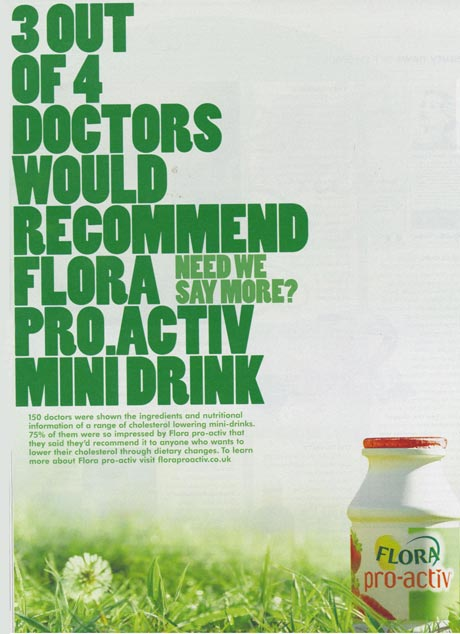 3 OUT
OF 4
DOCTORS
WOULD
RECOMMEND
FLORA
PRO.ACTIV
MINI DRINK
NEED WE
SAY MORE?
150 doctors were shown the ingredients and nutritional
information of a range of cholesterol lowering mini-drinks.
75% of them were so impressed by Flora pro-activ that
they said they'd recommend it to anyone who wants to
lower their cholesterol through dietary changes. To learn
more about Flora pro-activ visit floraproactiv.co.uk
FLORA
pro-activ